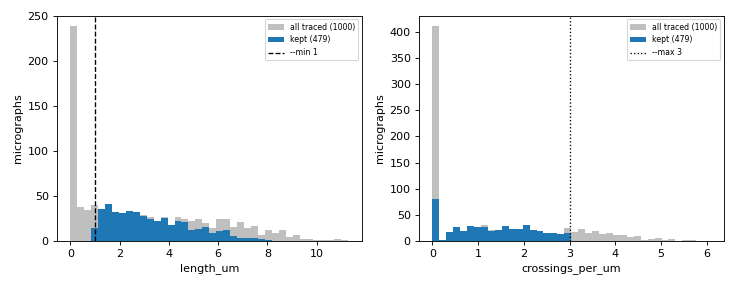 250
200
150
100
50
0
micrographs
0 2 4 6 8 10
length_um
all traced (1000)
kept (479)
--min 1
400
350
300
250
200
150
100
50
0
micrographs
0 1 2 3 4 5 6
crossings_per_um
all traced (1000)
kept (479)
--max 3